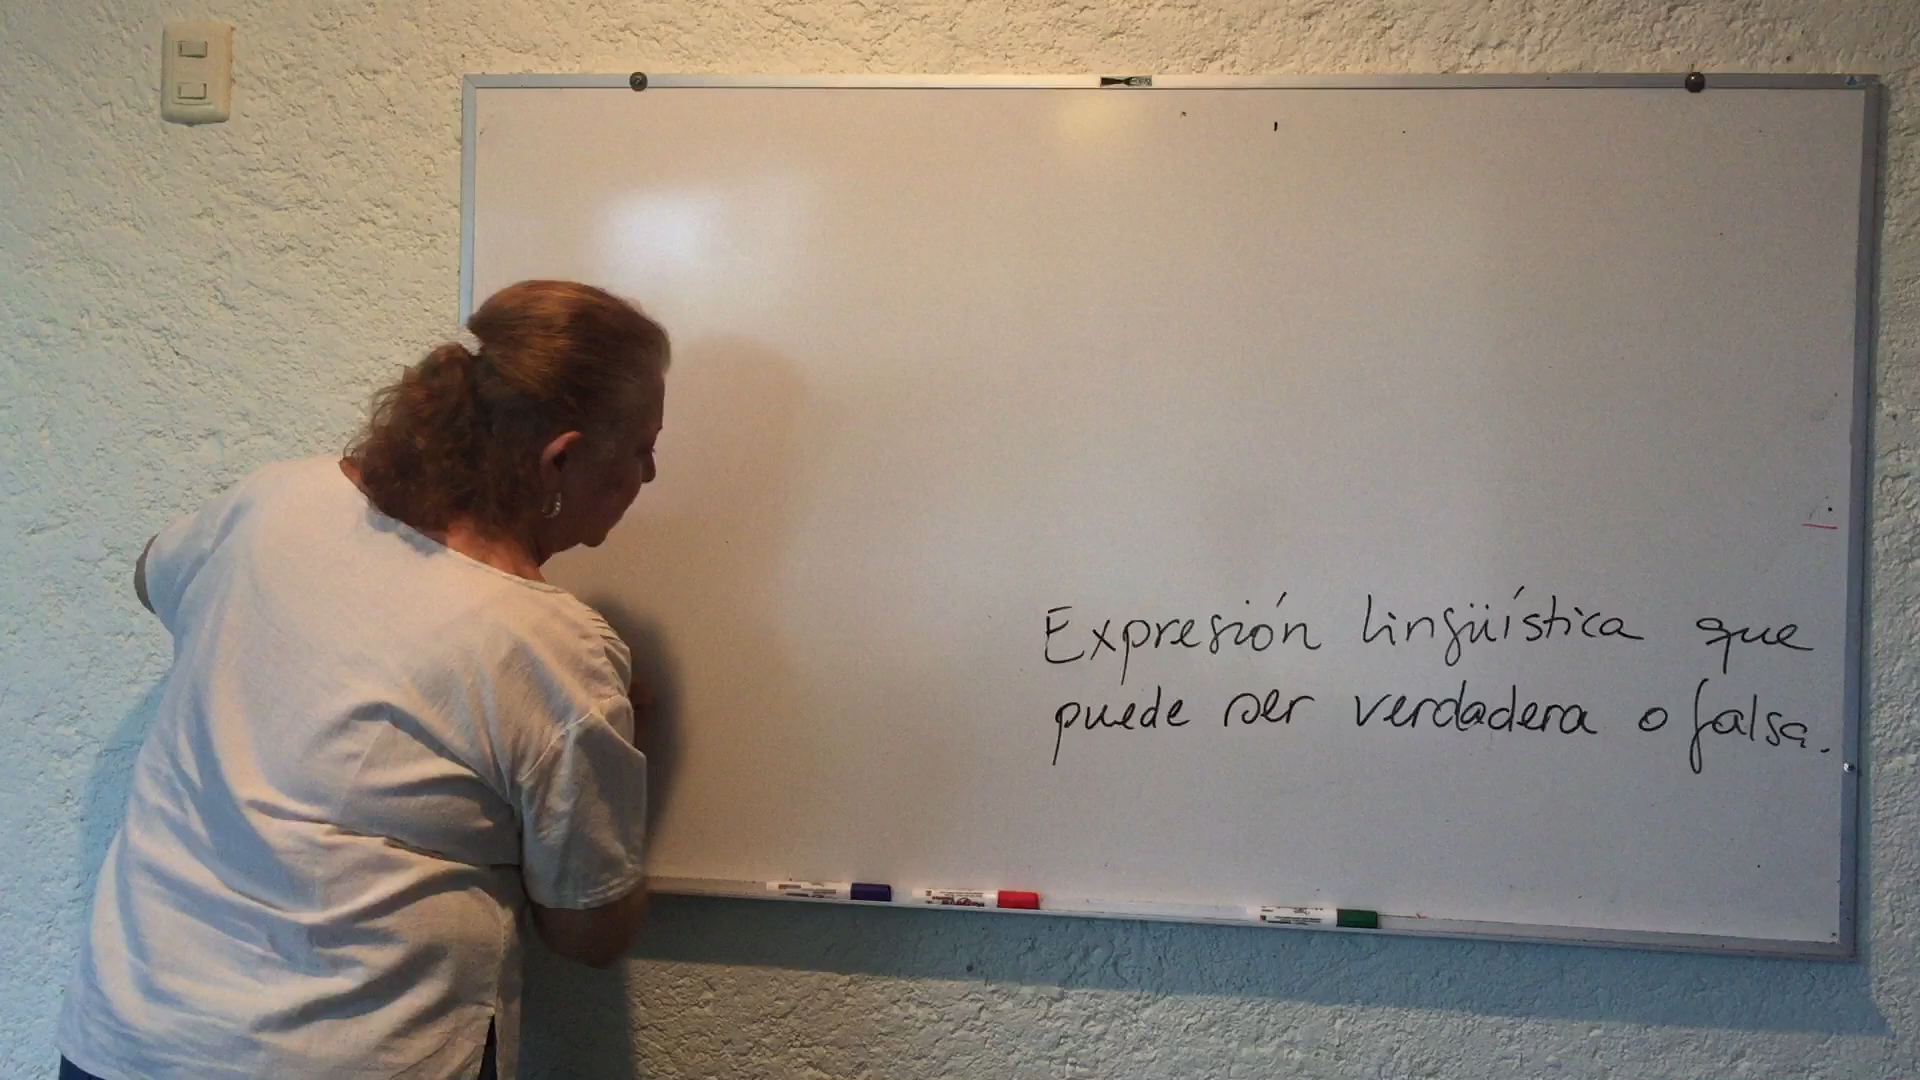 Expresión lingüística que
puede ser verdadera o falsa.